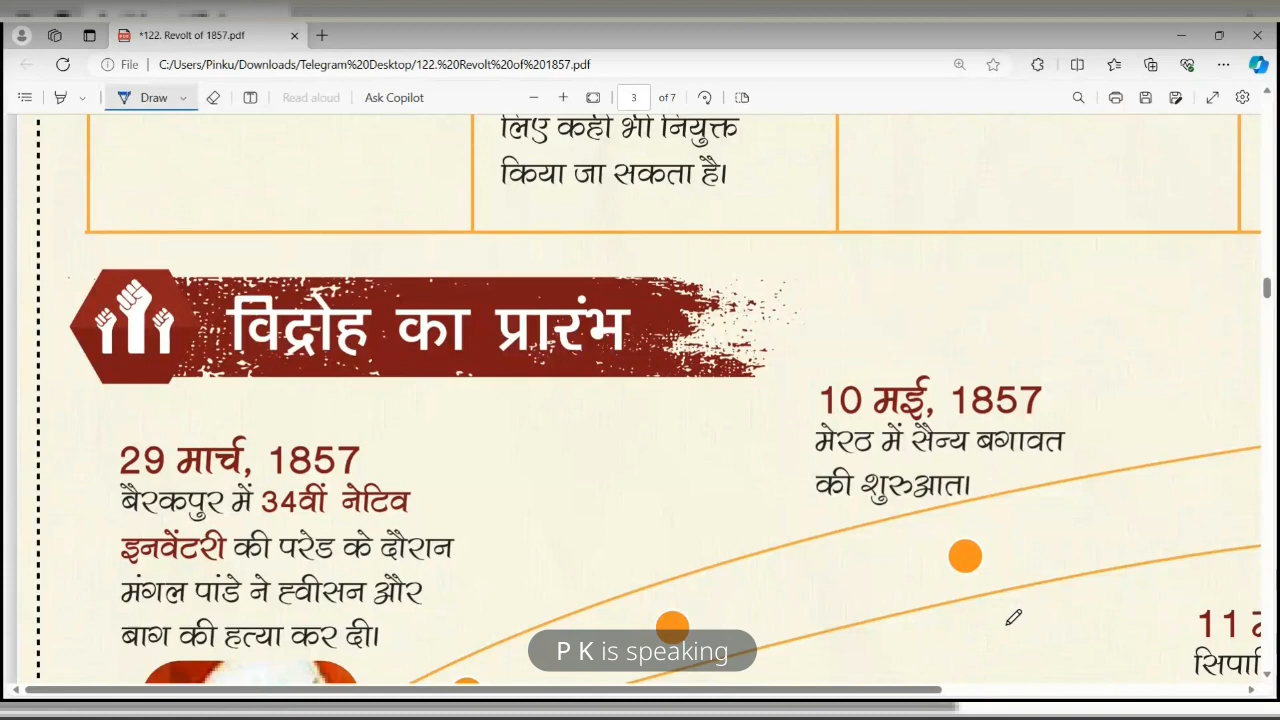 *122. Revolt of 1857.pdf
File
C:/Users/Pinku/Downloads/Telegram%20Desktop/122.%20Revolt%20of%201857.pdf
Draw
Read aloud
Ask Copilot
3
of 7
लिए कहीं भी नियुक्त
किया जा सकता है।
विद्रोह का प्रारंभ
29 मार्च, 1857
बैरकपुर में 34वीं नेटिव
इनवेंटरी की परेड के दौरान
मंगल पांडे ने ह्वीसन और
बाग की हत्या कर दी।
10 मई, 1857
मेरठ में सैन्य बगावत
की शुरुआत।
11
P K is speaking